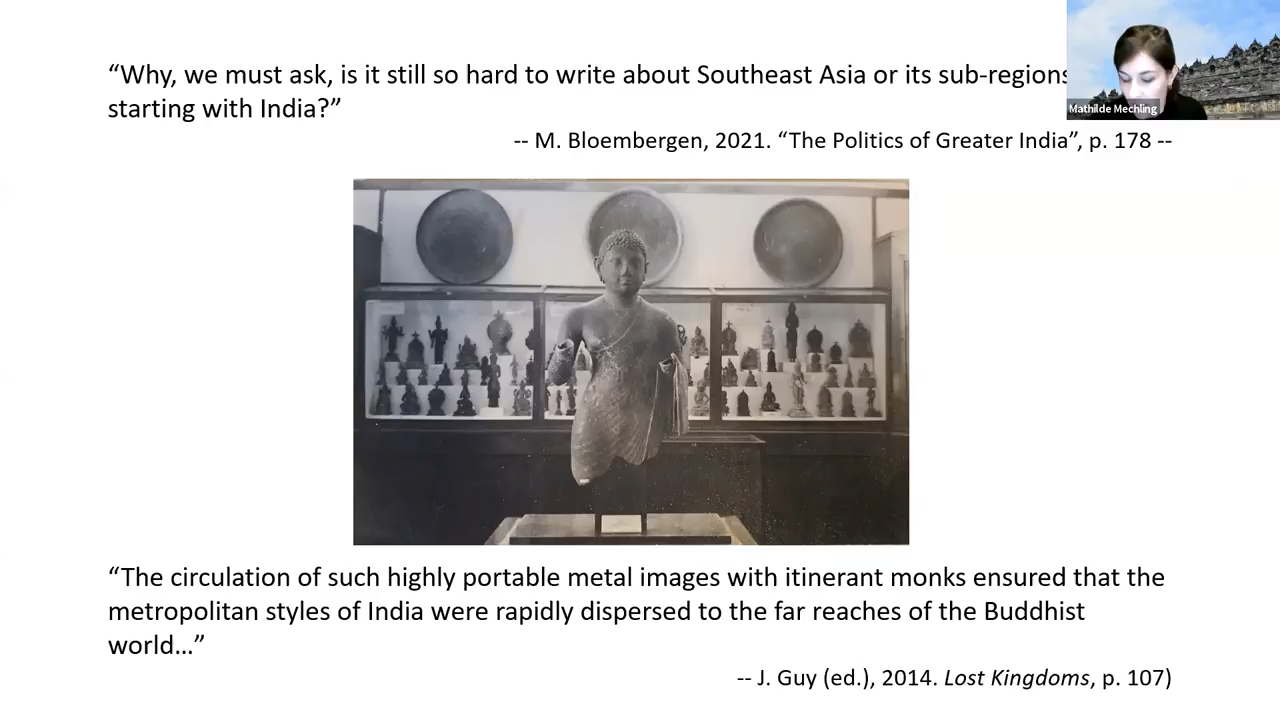 “Why, we must ask, is it still so hard to write about Southeast Asia or its sub-regions
Mathilde Mechling
starting with India?”
-- M. Bloembergen, 2021. “The Politics of Greater India”, p. 178 --
“The circulation of such highly portable metal images with itinerant monks ensured that the
metropolitan styles of India were rapidly dispersed to the far reaches of the Buddhist
world…”
-- J. Guy (ed.), 2014. Lost Kingdoms, p. 107)